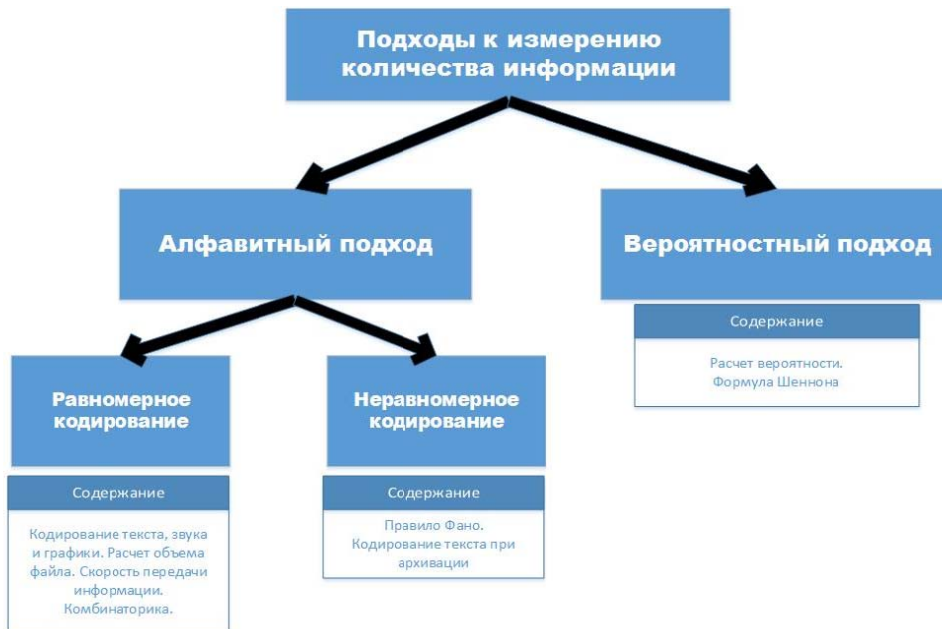 Подходы к измерению
количества информации
Алфавитный подход
Вероятностный подход
Содержание
Расчет вероятности.
Формула Шеннона
Равномерное
кодирование
Неравномерное
кодирование
Содержание
Кодирование текста, звука
и графики. Расчет объема
файла. Скорость передачи
информации.
Комбинаторика.
Содержание
Правило Фано.
Кодирование текста при
архивации